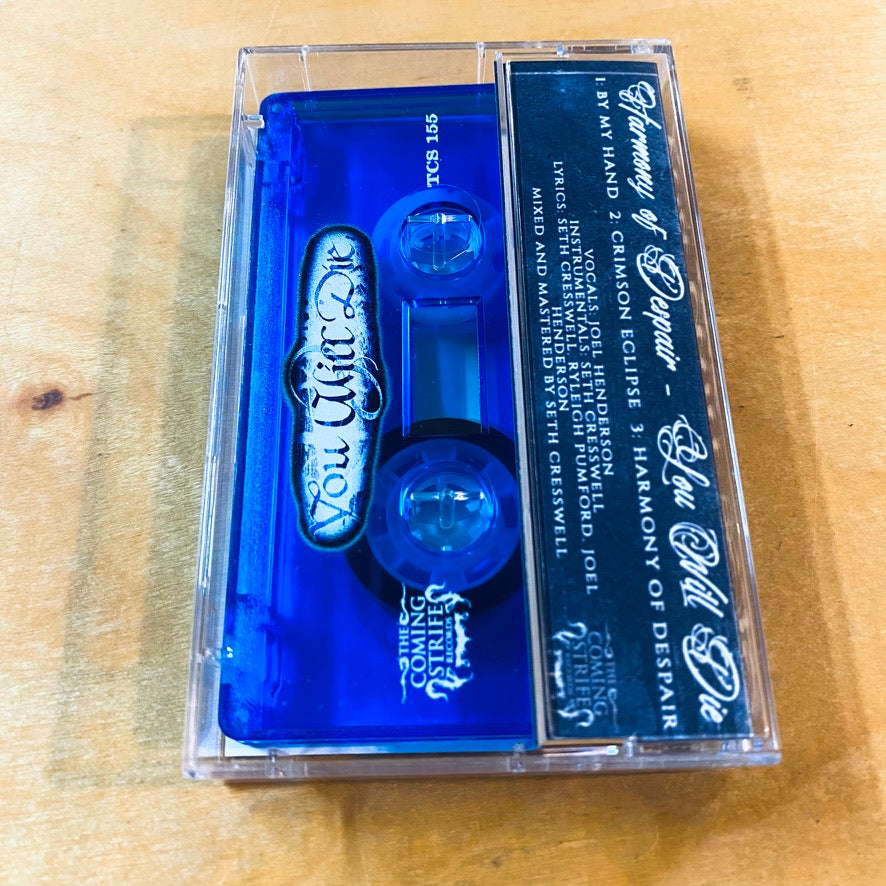 Harmony of Despair - You Will Die
1: BY MY HAND 2: CRIMSON ECLIPSE 3: HARMONY OF DESPAIR
VOCALS: JOEL HENDERSON
INSTRUMENTALS: SETH CRESSWELL
LYRICS: SETH CRESSWELL, RYLEIGH PUMFORD, JOEL
HENDERSON
MIXED AND MASTERED BY SETH CRESSWELL
THE
COMING
STRIFE
TCS 155
You Will Die
THE
COMING
STRIFE
RECORDS